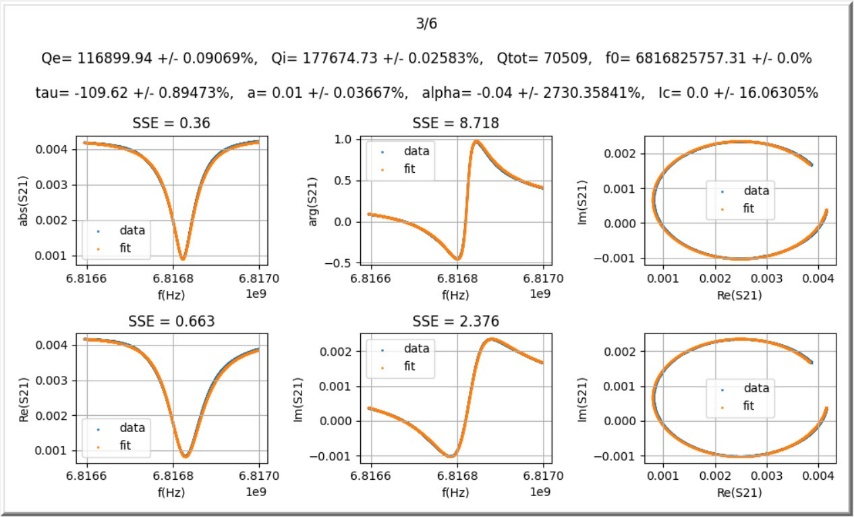 3/6
Qe= 116899.94 +/- 0.09069%,   Qi= 177674.73 +/- 0.02583%,   Qtot= 70509,   f0= 6816825757.31 +/- 0.0%
tau= -109.62 +/- 0.89473%,   a= 0.01 +/- 0.03667%,   alpha= -0.04 +/- 2730.35841%,   Ic= 0.0 +/- 16.06305%
SSE = 0.36
abs(S21)
0.004
0.003
0.002
0.001
data
fit
6.8166
6.8168
6.8170
f(Hz)
1e9
SSE = 8.718
arg(S21)
1.0
0.5
0.0
−0.5
data
fit
6.8166
6.8168
6.8170
f(Hz)
1e9
Im(S21)
0.002
0.001
0.000
−0.001
data
fit
0.001
0.002
0.003
0.004
Re(S21)
SSE = 0.663
Re(S21)
0.004
0.003
0.002
0.001
data
fit
6.8166
6.8168
6.8170
f(Hz)
1e9
SSE = 2.376
Im(S21)
0.002
0.001
0.000
−0.001
data
fit
6.8166
6.8168
6.8170
f(Hz)
1e9
Im(S21)
0.002
0.001
0.000
−0.001
data
fit
0.001
0.002
0.003
0.004
Re(S21)